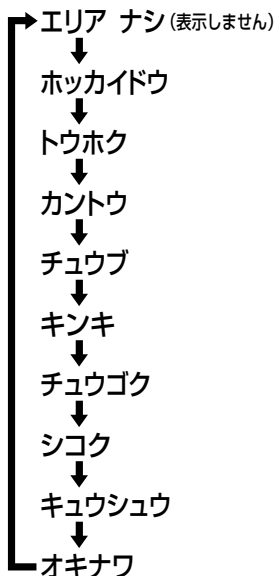 エリア ナシ(表示しません)
ホッカイドウ
トウホク
カントウ
チュウブ
キンキ
チュウゴク
シコク
キュウシュウ
オキナワ